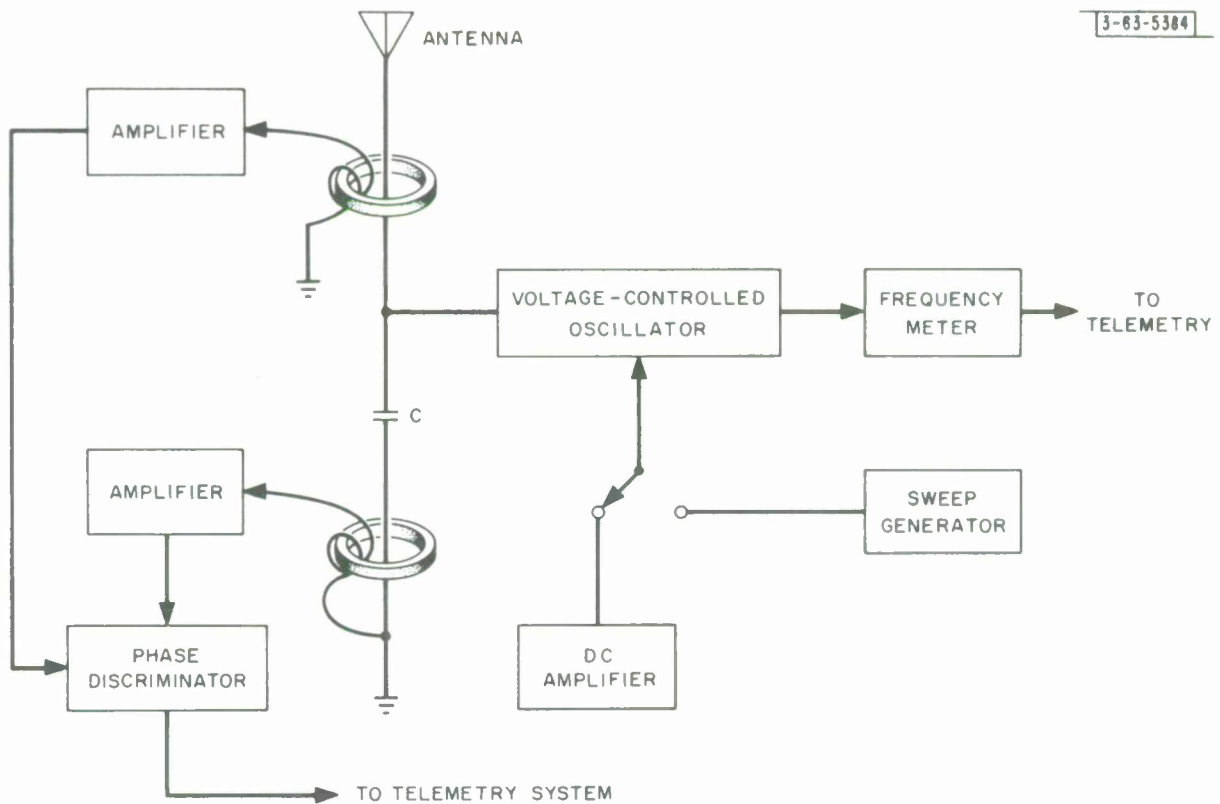 3-63-5384
ANTENNA
AMPLIFIER
VOLTAGE-CONTROLLED
OSCILLATOR
FREQUENCY
METER
TO
TELEMETRY
C
AMPLIFIER
SWEEP
GENERATOR
PHASE
DISCRIMINATOR
DC
AMPLIFIER
TO TELEMETRY SYSTEM